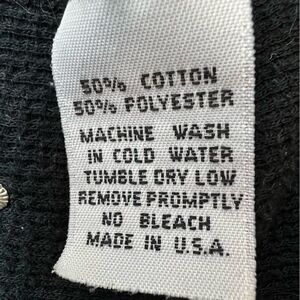 50% COTTON
50% POLYESTER
MACHINE WASH
IN COLD WATER
TUMBLE DRY LOW
REMOVE PROMPTLY
NO BLEACH
MADE IN U.S.A.